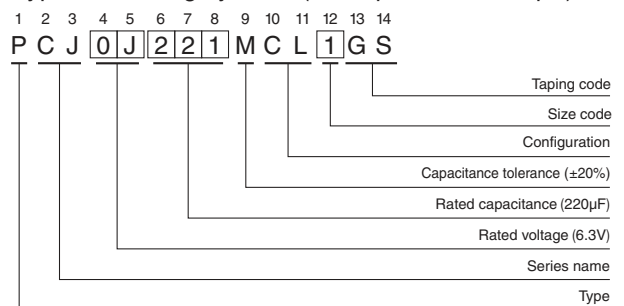 1 2 3 4 5 6 7 8 9 10 11 12 13 14
P C J 0 J 2 2 1 M C L 1 G S
Taping code
Size code
Configuration
Capacitance tolerance (±20%)
Rated capacitance (220µF)
Rated voltage (6.3V)
Series name
Type